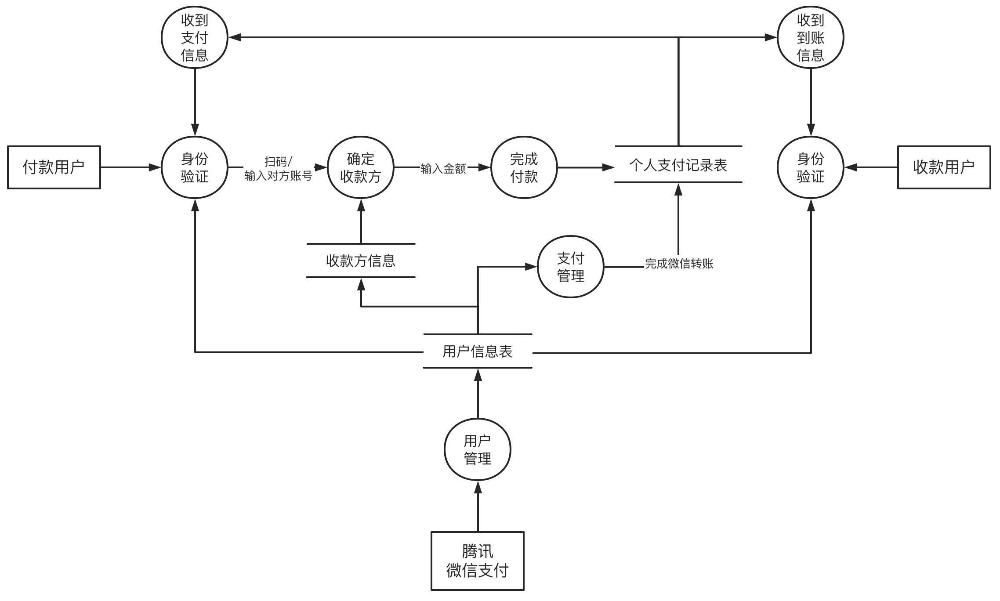 收到
支付
信息
收到
到账
信息
付款用户
身份
验证
扫码/
输入对方账号
确定
收款方
输入金额
完成
付款
个人支付记录表
身份
验证
收款用户
收款方信息
支付
管理
完成微信转账
用户信息表
用户
管理
腾讯
微信支付